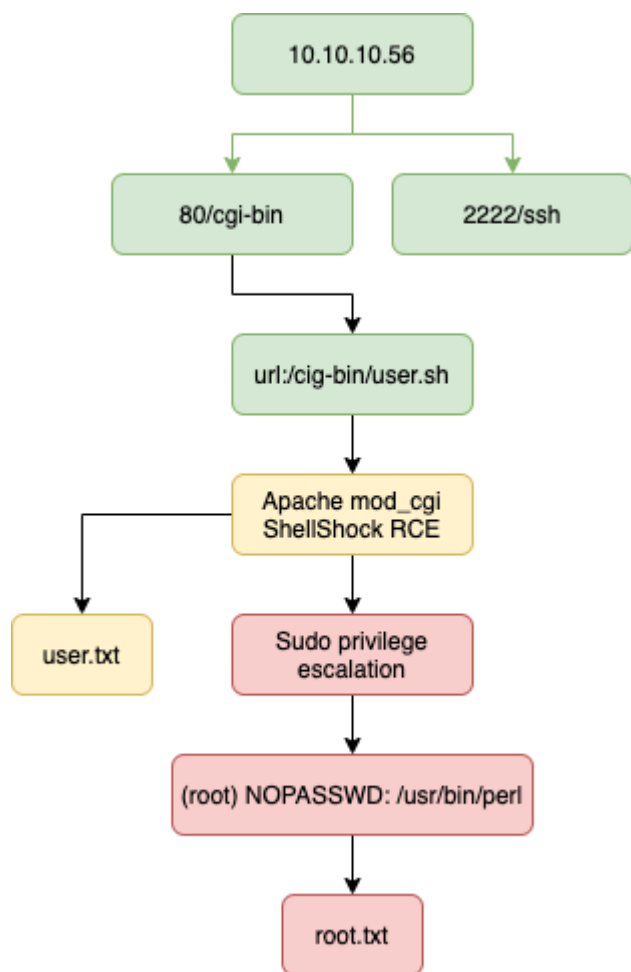 10.10.10.56
80/cgi-bin
2222/ssh
url:/cig-bin/user.sh
Apache mod_cgi
ShellShock RCE
user.txt
Sudo privilege
escalation
(root) NOPASSWD: /usr/bin/perl
root.txt